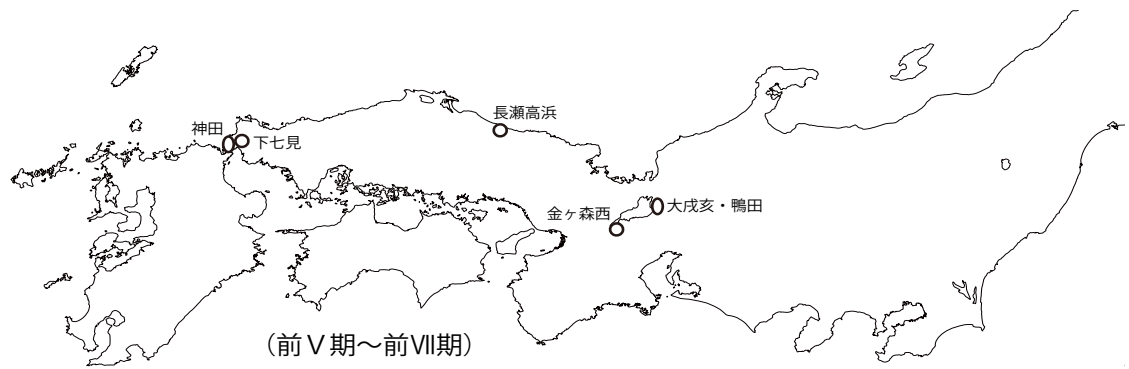 長瀬高浜
神田
下七見
大戌亥・鴨田
金ヶ森西
（前Ⅴ期～前Ⅶ期）